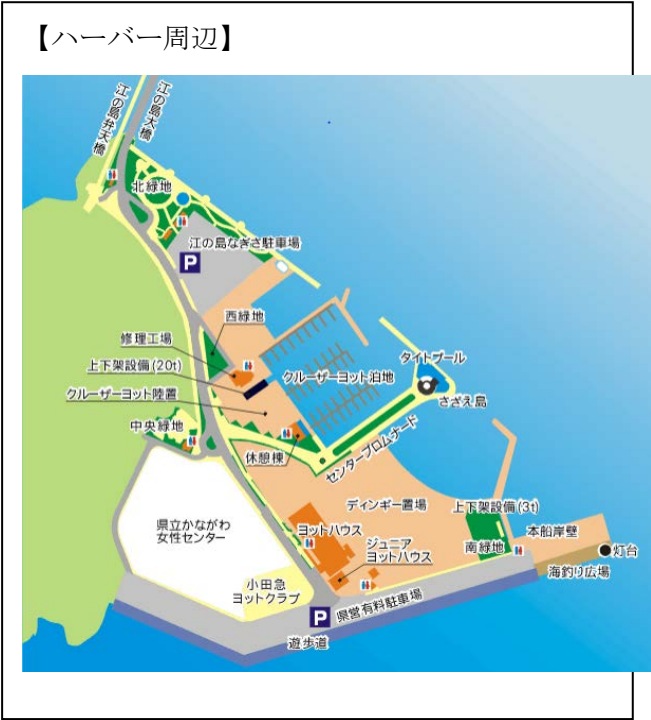 【ハーバー周辺】
江の島大橋
江の島弁天橋
北緑地
江の島なぎさ駐車場
P
西緑地
修理工場
上下架設備(20t)
クルーザーヨット陸置
中央緑地
クルーザーヨット泊地
タイトプール
さざえ島
休憩棟
センタープロムナード
ディンギー置場
上下架設備(3t)
県立かながわ
女性センター
ヨットハウス
ジュニア
ヨットハウス
南緑地
本船岸壁
灯台
海釣り広場
小田急
ヨットクラブ
P
県営有料駐車場
遊歩道